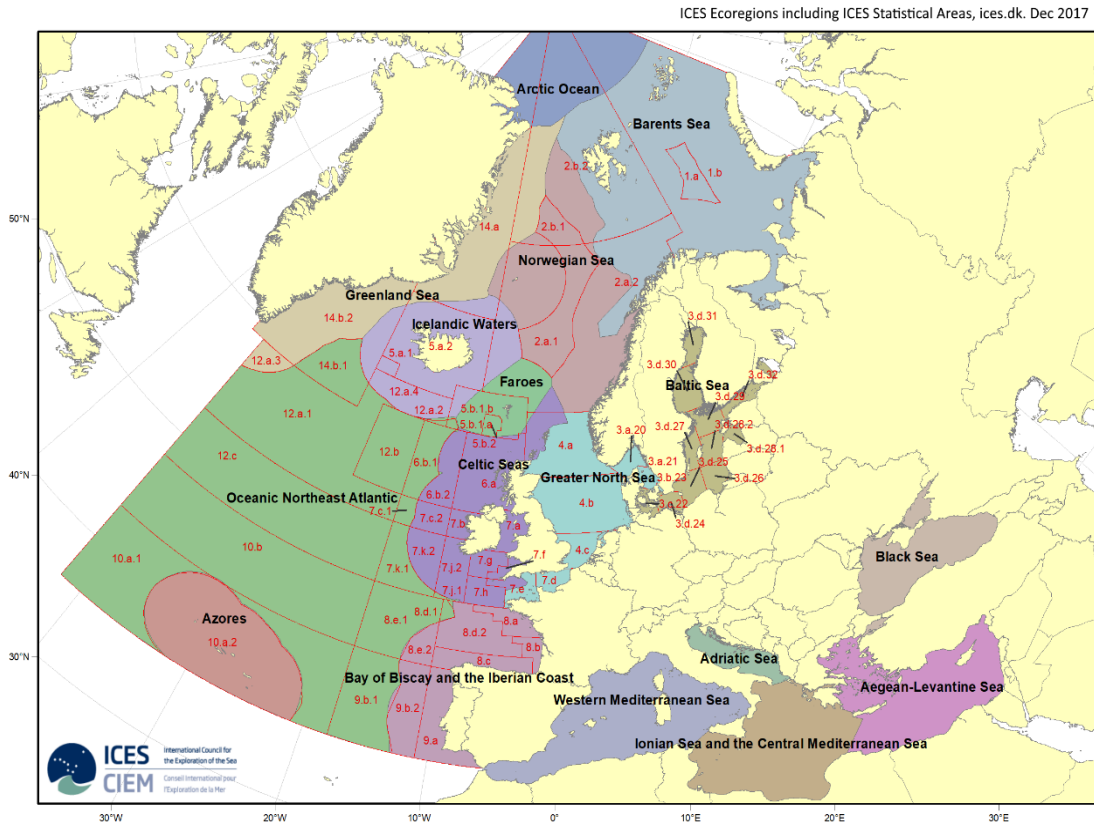 ICES Ecoregions including ICES Statistical Areas, ices.dk. Dec 2017
Arctic Ocean
Barents Sea
2.b.2
1.a
1.b
50°N
14.a
2.b.1
Norwegian Sea
2.a.2
Greenland Sea
14.b.2
Icelandic Waters
3.d.31
5.a.1
5.a.2
2.a.1
12.a.3
14.b.1
3.d.30
3.d.32
Faroes
Baltic Sea
12.a.4
3.d.29
12.a.1
12.a.2
5.b.1.b
5.b.1.a
3.a.20
3.d.27
3.d.28.2
5.b.2
4.a
3.d.28.1
12.c
12.b
6.b.1
Celtic Seas
3.a.21
3.d.25
40°N
6.a
Greater North Sea
3.b.23
3.d.26
Oceanic Northeast Atlantic
6.b.2
4.b
3.c.22
7.c.1
7.c.2
7.b
7.a
3.d.24
10.b
7.k.2
4.c
10.a.1
7.g
7.f
Black Sea
7.k.1
7.j.2
7.d
7.j.1
7.h
7.e
8.d.1
Azores
8.e.1
8.a
10.a.2
8.d.2
30°N
8.e.2
8.c
8.b
Adriatic Sea
Bay of Biscay and the Iberian Coast
Aegean-Levantine Sea
9.b.1
9.b.2
Western Mediterranean Sea
9.a
Ionian Sea and the Central Mediterranean Sea
ICES
CIEM
International Council for
the Exploration of the Sea
Conseil International pour
l'Exploration de la Mer
30°W
20°W
10°W
0°
10°E
20°E
30°E